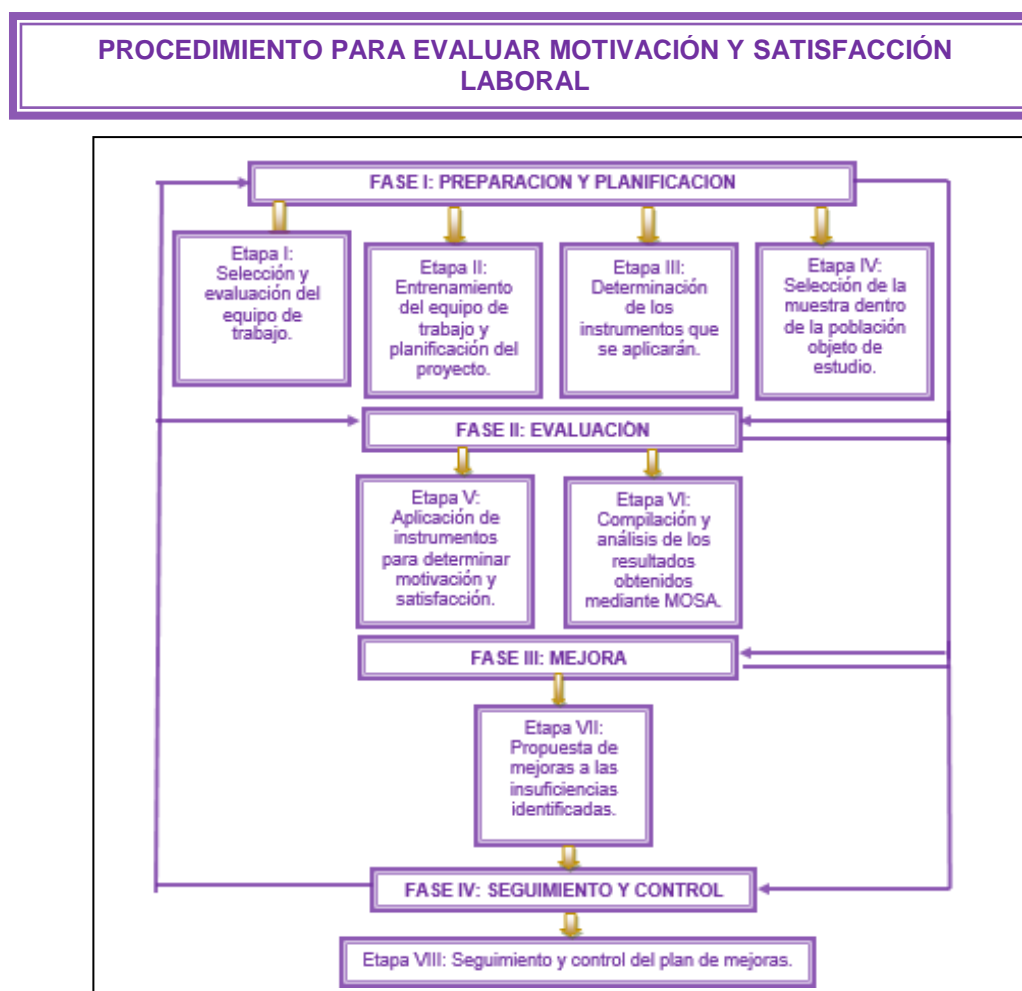 PROCEDIMIENTO PARA EVALUAR MOTIVACIÓN Y SATISFACCIÓN
LABORAL
FASE I: PREPARACION Y PLANIFICACION
Etapa I:
Selección y
evaluación del
equipo de
trabajo.
Etapa II:
Entrenamiento
del equipo de
trabajo y
planificación del
proyecto.
Etapa III:
Determinación
de los
instrumentos que
se aplicarán.
Etapa IV:
Selección de la
muestra dentro
de la población
objeto de
estudio.
FASE II: EVALUACIÓN
Etapa V:
Aplicación de
instrumentos
para determinar
motivación y
satisfacción.
Etapa VI:
Compilación y
análisis de los
resultados
obtenidos
mediante MOSA.
FASE III: MEJORA
Etapa VII:
Propuesta de
mejoras a las
insuficiencias
identificadas.
FASE IV: SEGUIMIENTO Y CONTROL
Etapa VIII: Seguimiento y control del plan de mejoras.